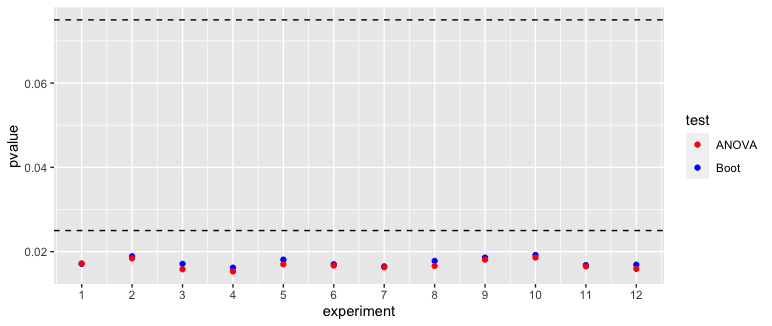 pvalue
0.06
0.04
0.02
1 2 3 4 5 6 7 8 9 10 11 12
experiment
test
ANOVA
Boot